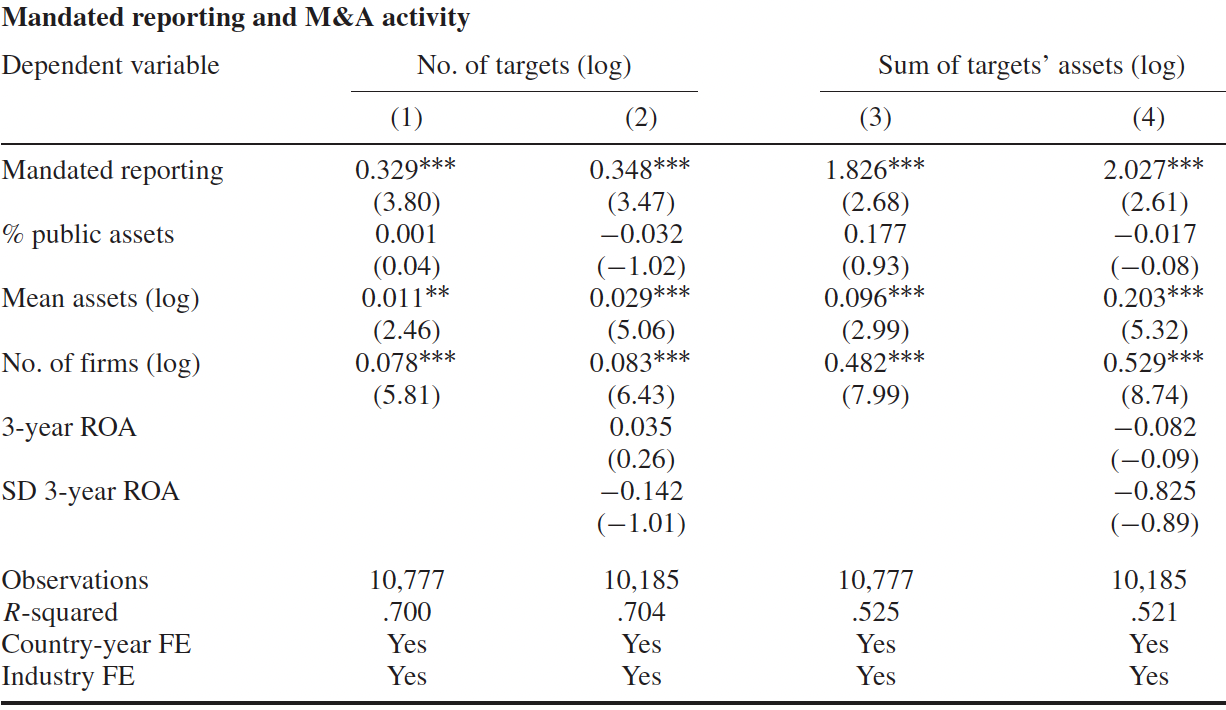 Mandated reporting and M&A activity
Dependent variable No. of targets (log) Sum of targets’ assets (log)
(1) (2) (3) (4)
Mandated reporting 0.329*** 0.348*** 1.826*** 2.027***
(3.80) (3.47) (2.68) (2.61)
% public assets 0.001 −0.032 0.177 −0.017
(0.04) (−1.02) (0.93) (−0.08)
Mean assets (log) 0.011** 0.029*** 0.096*** 0.203***
(2.46) (5.06) (2.99) (5.32)
No. of firms (log) 0.078*** 0.083*** 0.482*** 0.529***
(5.81) (6.43) (7.99) (8.74)
3-year ROA 0.035 −0.082
(0.26) (−0.09)
SD 3-year ROA −0.142 −0.825
(−1.01) (−0.89)
Observations 10,777 10,185 10,777 10,185
R-squared .700 .704 .525 .521
Country-year FE Yes Yes Yes Yes
Industry FE Yes Yes Yes Yes